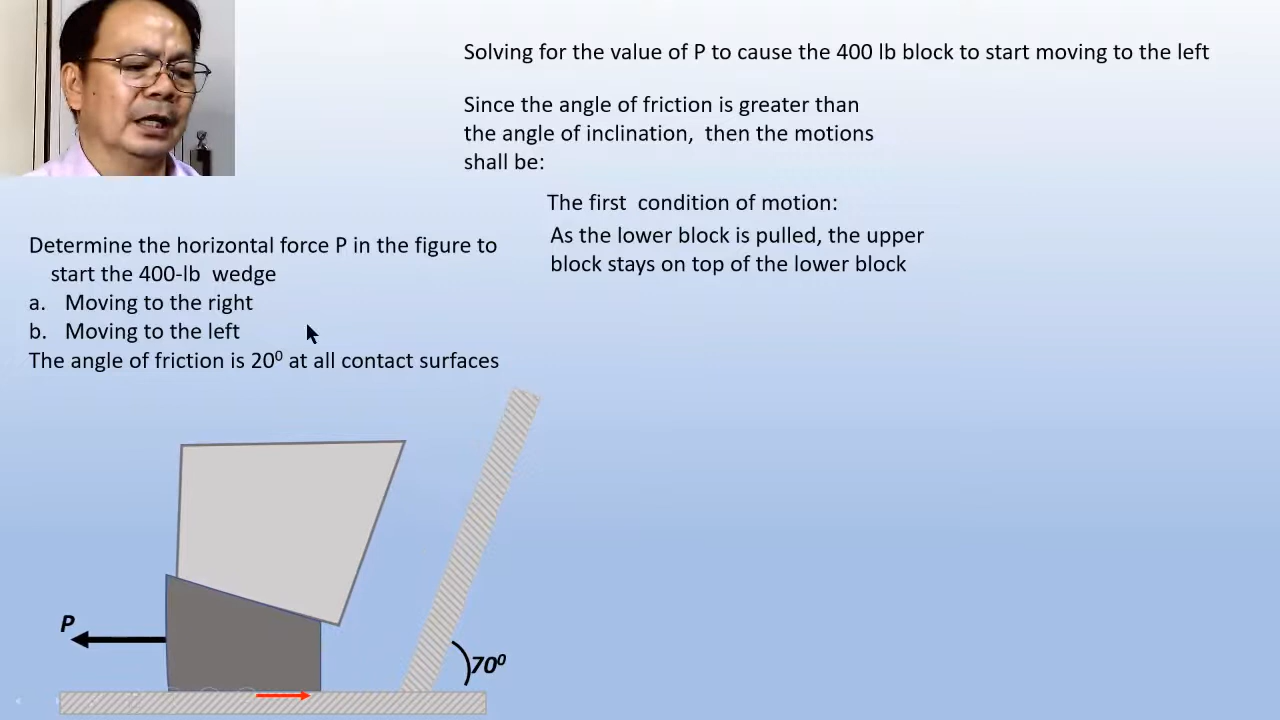 Solving for the value of P to cause the 400 lb block to start moving to the left
Since the angle of friction is greater than
the angle of inclination, then the motions
shall be:
The first condition of motion:
As the lower block is pulled, the upper
block stays on top of the lower block
Determine the horizontal force P in the figure to
start the 400-lb wedge
a. Moving to the right
b. Moving to the left
The angle of friction is 20⁰ at all contact surfaces
P
70⁰